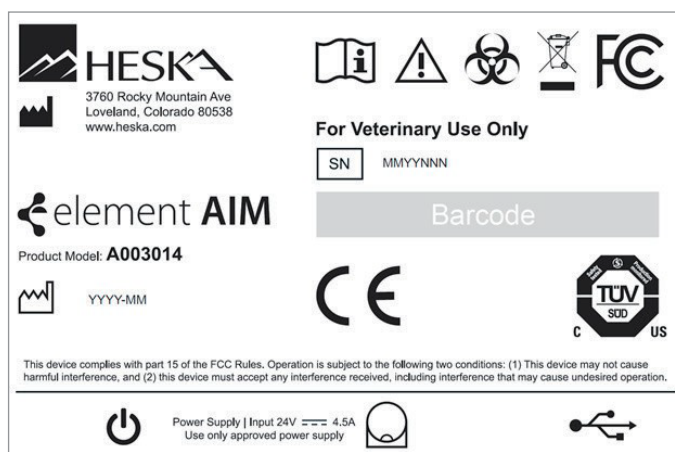 HESKA
3760 Rocky Mountain Ave
Loveland, Colorado 80538
www.heska.com
FC
For Veterinary Use Only
SN MMYYNNN
element AIM
Barcode
Product Model: A003014
YYYY-MM
CE
TÜV
SÜD
C US
This device complies with part 15 of the FCC Rules. Operation is subject to the following two conditions: (1) This device may not cause
harmful interference, and (2) this device must accept any interference received, including interference that may cause undesired operation.
Power Supply | Input 24V 4.5A
Use only approved power supply